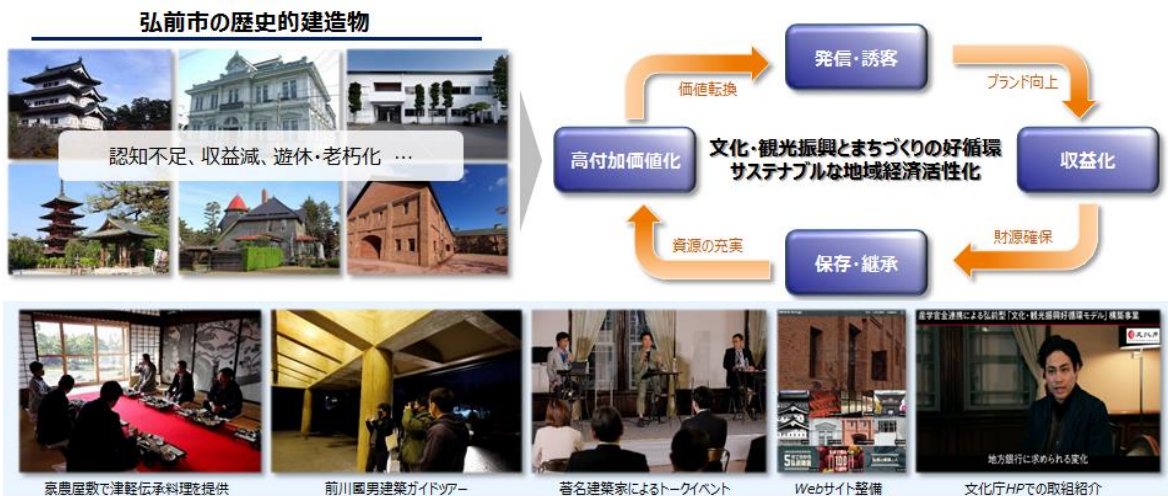 弘前市の歴史的建造物
認知不足、収益減、遊休・老朽化 …
発信・誘客
価値転換
ブランド向上
高付加価値化
文化・観光振興とまちづくりの好循環
サステナブルな地域経済活性化
収益化
資源の充実
財源確保
保存・継承
産学官金連携による弘前型「文化・観光振興好循環モデル」構築事業
文化庁
地方銀行に求められる変化
豪農屋敷で津軽伝承料理を提供
前川國男建築ガイドツアー
著名建築家によるトークイベント
Webサイト整備
文化庁HPでの取組紹介